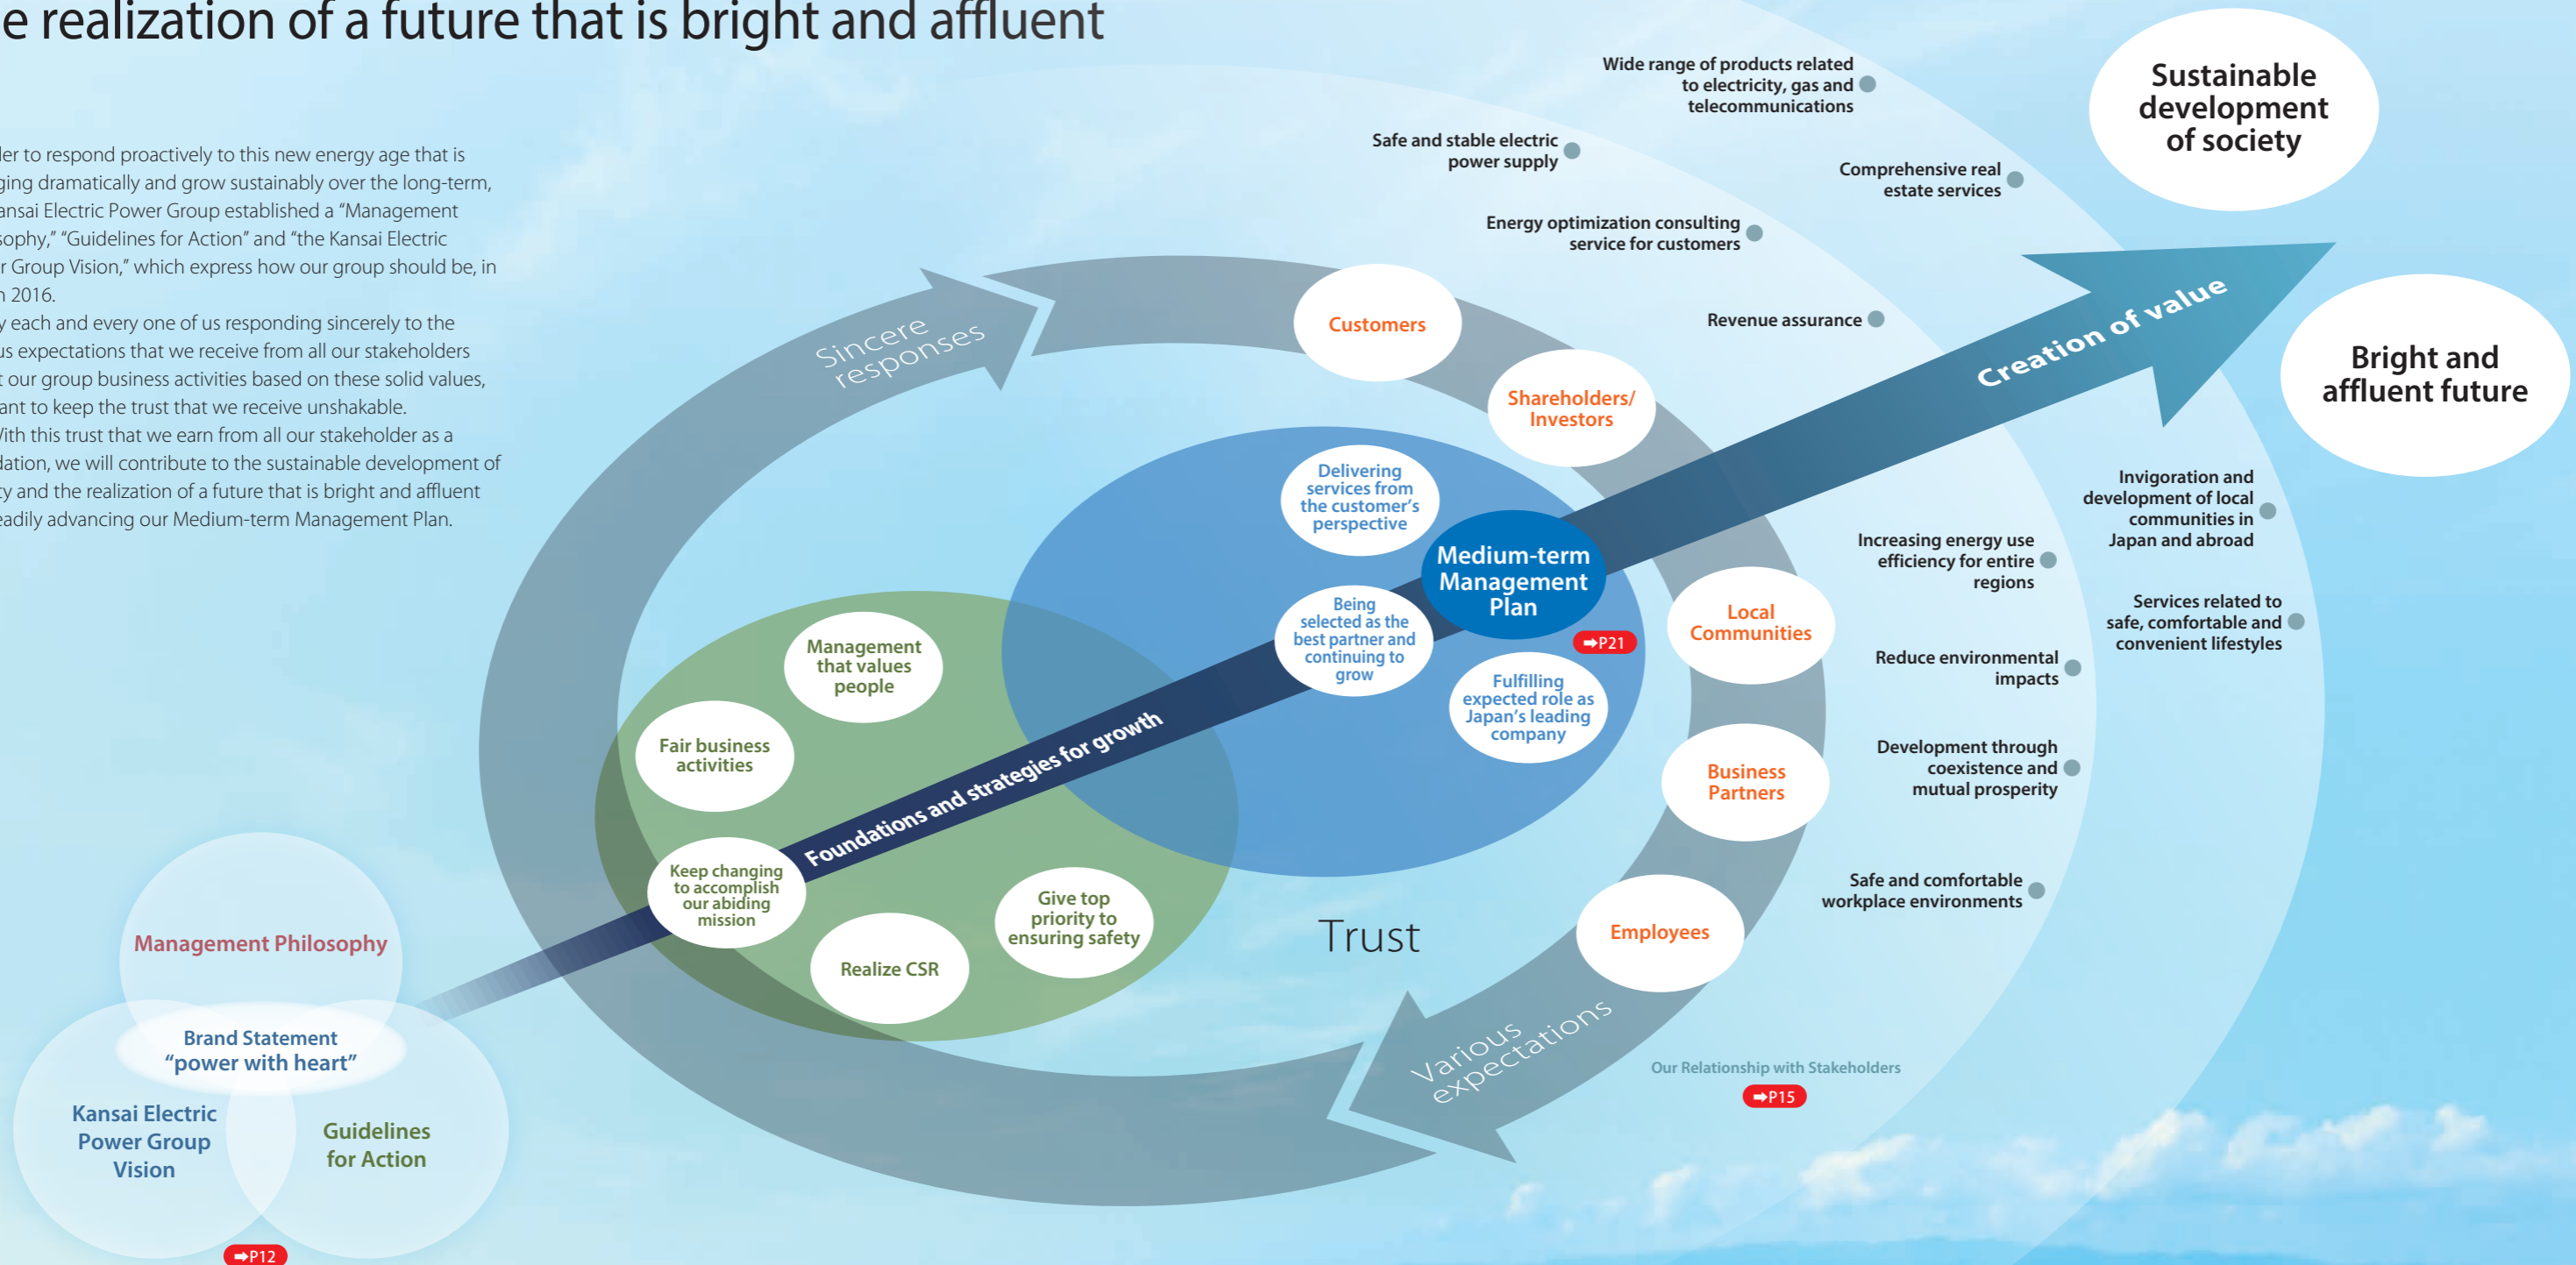 e realization of a future that is bright and affluent
ler to respond proactively to this new energy age that is
ging dramatically and grow sustainably over the long-term,
ansai Electric Power Group established a “Management
sophy,” “Guidelines for Action” and “the Kansai Electric
r Group Vision,” which express how our group should be, in
n 2016.
y each and every one of us responding sincerely to the
us expectations that we receive from all our stakeholders
t our group business activities based on these solid values,
ant to keep the trust that we receive unshakable.
With this trust that we earn from all our stakeholder as a
dation, we will contribute to the sustainable development of
ty and the realization of a future that is bright and affluent
eadily advancing our Medium-term Management Plan.
Wide range of products related
to electricity, gas and
telecommunications
Safe and stable electric
power supply
Comprehensive real
estate services
Energy optimization consulting
service for customers
Revenue assurance
Sustainable
development
of society
Bright and
affluent future
Creation of value
Sincere
responses
Customers
Shareholders/
Investors
Delivering
services from
the customer’s
perspective
Medium-term
Management
Plan
➡P21
Being
selected as the
best partner and
continuing to
grow
Fulfilling
expected role as
Japan’s leading
company
Local
Communities
Business
Partners
Employees
Invigoration and
development of local
communities in
Japan and abroad
Increasing energy use
efficiency for entire
regions
Services related to
safe, comfortable and
convenient lifestyles
Reduce environmental
impacts
Development through
coexistence and
mutual prosperity
Safe and comfortable
workplace environments
Management
that values
people
Fair business
activities
Foundations and strategies for growth
Keep changing
to accomplish
our abiding
mission
Give top
priority to
ensuring safety
Realize CSR
Trust
Various
expectations
Our Relationship with Stakeholders
➡P15
Management Philosophy
Brand Statement
“power with heart”
Kansai Electric
Power Group
Vision
Guidelines
for Action
➡P12